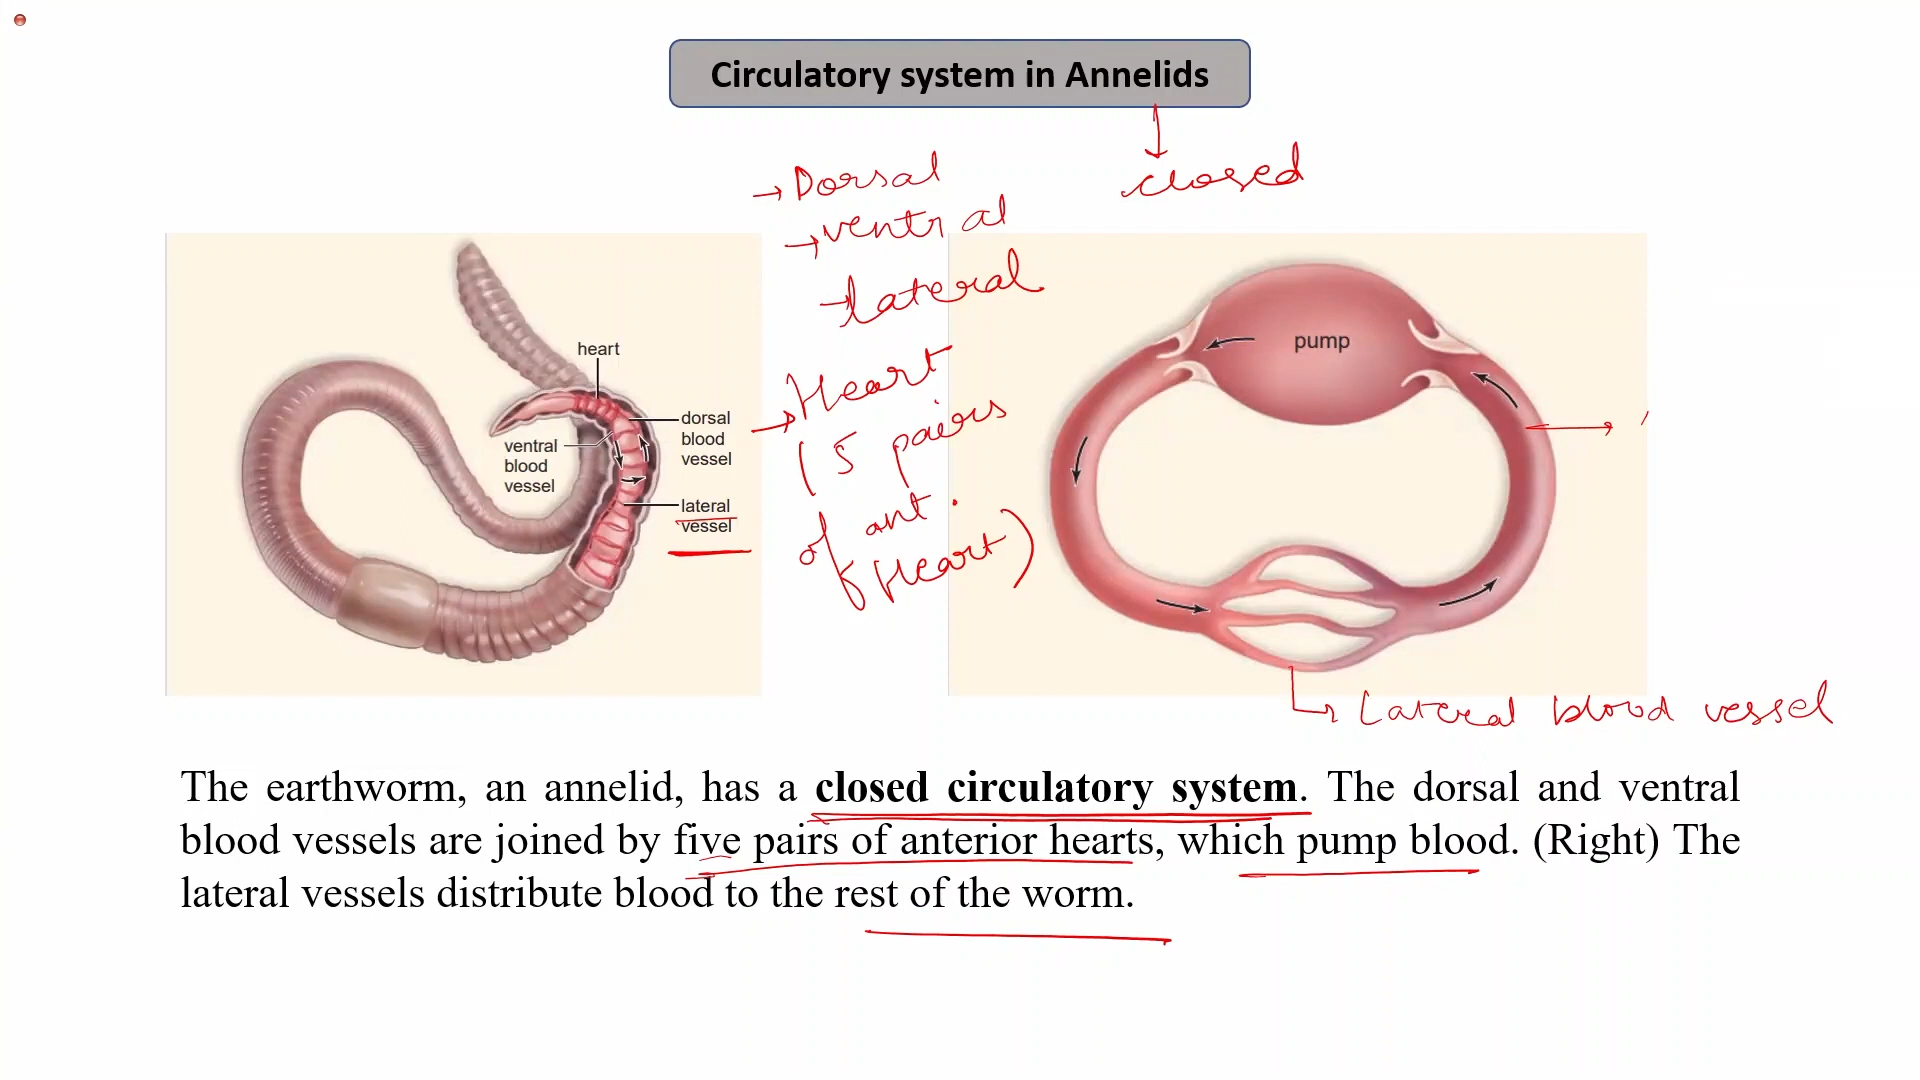 Circulatory system in Annelids
closed
→ Dorsal
→ ventral
→ lateral
→ Heart
( 5 pairs
of ant.
Heart)
heart
dorsal
blood
vessel
ventral
blood
vessel
lateral
vessel
pump
Lateral blood vessel
The earthworm, an annelid, has a closed circulatory system. The dorsal and ventral
blood vessels are joined by five pairs of anterior hearts, which pump blood. (Right) The
lateral vessels distribute blood to the rest of the worm.